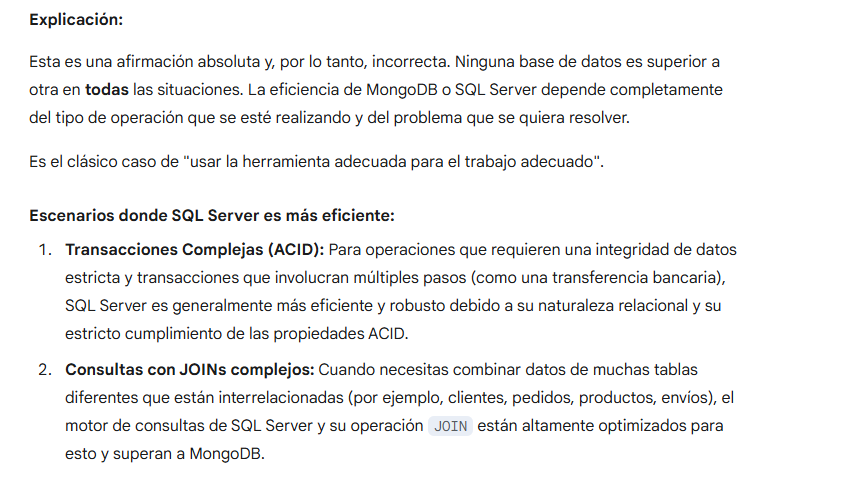 Explicación:
Esta es una afirmación absoluta y, por lo tanto, incorrecta. Ninguna base de datos es superior a
otra en todas las situaciones. La eficiencia de MongoDB o SQL Server depende completamente
del tipo de operación que se esté realizando y del problema que se quiera resolver.
Es el clásico caso de "usar la herramienta adecuada para el trabajo adecuado".
Escenarios donde SQL Server es más eficiente:
1. Transacciones Complejas (ACID): Para operaciones que requieren una integridad de datos
estricta y transacciones que involucran múltiples pasos (como una transferencia bancaria),
SQL Server es generalmente más eficiente y robusto debido a su naturaleza relacional y su
estricto cumplimiento de las propiedades ACID.
2. Consultas con JOINs complejos: Cuando necesitas combinar datos de muchas tablas
diferentes que están interrelacionadas (por ejemplo, clientes, pedidos, productos, envíos), el
motor de consultas de SQL Server y su operación JOIN están altamente optimizados para
esto y superan a MongoDB.